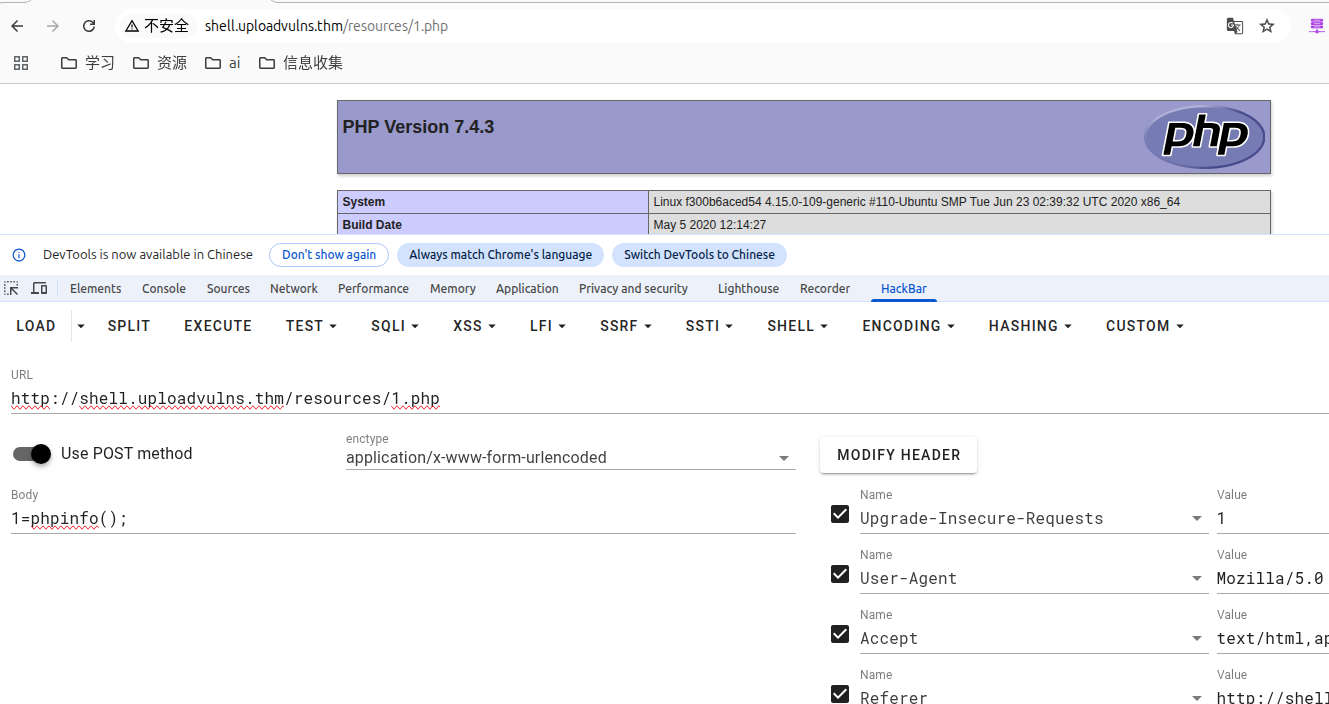 不安全 shell.uploadvulns.thm/resources/1.php
学习 资源 ai 信息收集
PHP Version 7.4.3 php
System Linux f300b6aced54 4.15.0-109-generic #110-Ubuntu SMP Tue Jun 23 02:39:32 UTC 2020 x86_64
Build Date May 5 2020 12:14:27
DevTools is now available in Chinese Don't show again Always match Chrome's language Switch DevTools to Chinese
Elements Console Sources Network Performance Memory Application Privacy and security Lighthouse Recorder HackBar
LOAD SPLIT EXECUTE TEST SQLI XSS LFI SSRF SSTI SHELL ENCODING HASHING CUSTOM
URL
http://shell.uploadvulns.thm/resources/1.php
Use POST method
enctype
application/x-www-form-urlencoded
MODIFY HEADER
Body
1=phpinfo();
Name Value
Upgrade-Insecure-Requests 1
Name Value
User-Agent Mozilla/5.0
Name Value
Accept text/html,ap
Name Value
Referer http://shell